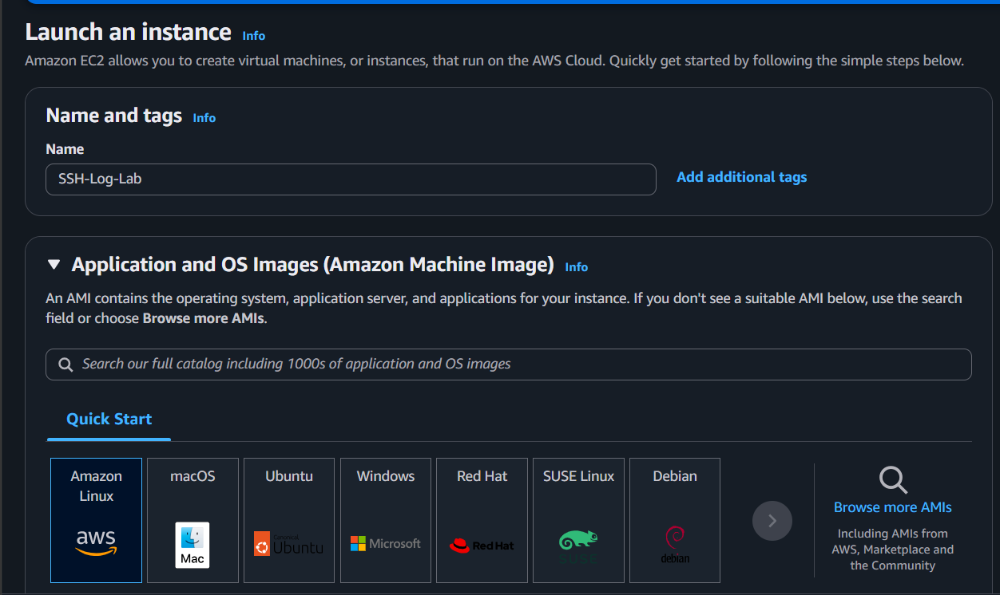 Launch an instance Info
Amazon EC2 allows you to create virtual machines, or instances, that run on the AWS Cloud. Quickly get started by following the simple steps below.
Name and tags Info
Name
SSH-Log-Lab
Add additional tags
Application and OS Images (Amazon Machine Image) Info
An AMI contains the operating system, application server, and applications for your instance. If you don't see a suitable AMI below, use the search
field or choose Browse more AMIs.
Search our full catalog including 1000s of application and OS images
Quick Start
Amazon
Linux
aws
macOS
Mac
Ubuntu
Canonical
Ubuntu
Windows
Microsoft
Red Hat
Red Hat
SUSE Linux
SUSE
Debian
debian
Browse more AMIs
Including AMIs from
AWS, Marketplace and
the Community